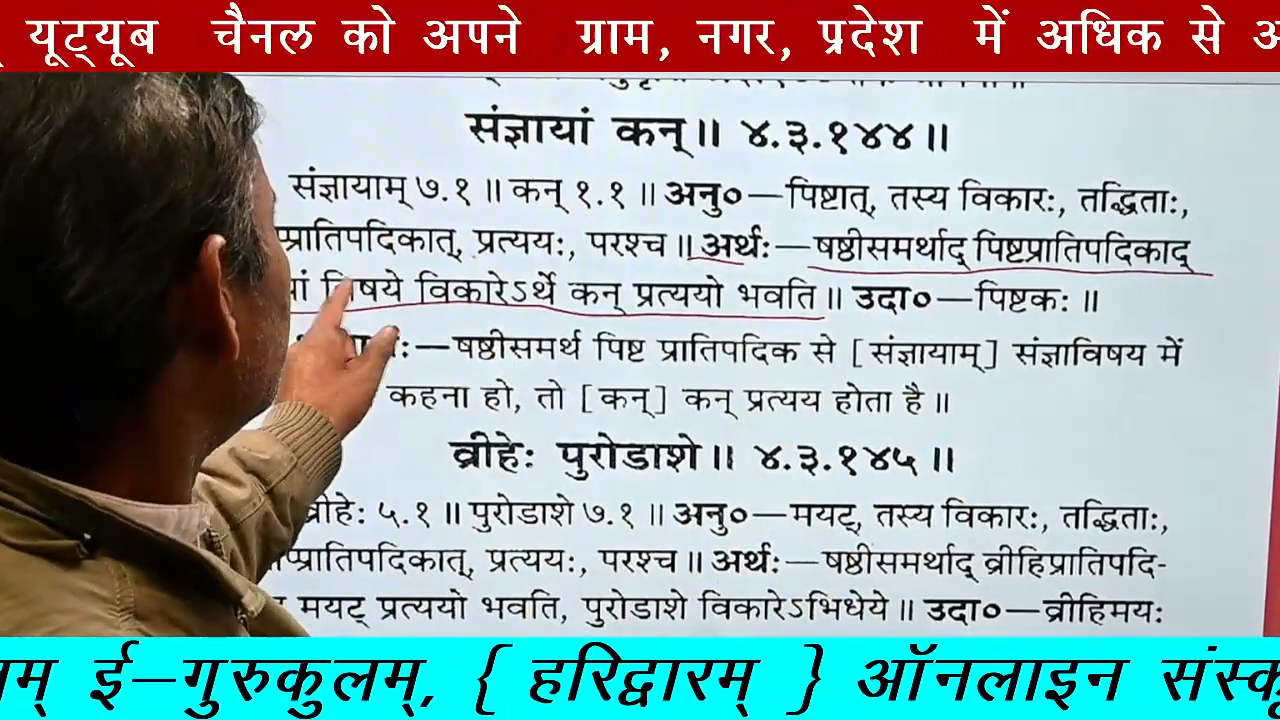 यूट्यूब चैनल को अपने ग्राम, नगर, प्रदेश में अधिक से
संज्ञायां कन्॥ ४.३.१४४॥
संज्ञायाम् ७.१॥ कन् १.१॥ अनु०—पिष्टात्, तस्य विकारः, तद्धिताः,
प्रातिपदिकात्, प्रत्ययः, परश्च॥ अर्थः—षष्ठीसमर्थाद् पिष्टप्रातिपदिकाद्
विषये विकारेऽर्थे कन् प्रत्ययो भवति॥ उदा०—पिष्टकः॥
—षष्ठीसमर्थ पिष्ट प्रातिपदिक से [संज्ञायाम्] संज्ञाविषय में
कहना हो, तो [कन्] कन् प्रत्यय होता है॥
व्रीहेः पुरोडाशे॥ ४.३.१४५॥
व्रीहेः ५.१॥ पुरोडाशे ७.१॥ अनु०—मयट्, तस्य विकारः, तद्धिताः,
प्रातिपदिकात्, प्रत्ययः, परश्च॥ अर्थः—षष्ठीसमर्थाद् व्रीहिप्रातिपदि-
मयट् प्रत्ययो भवति, पुरोडाशे विकारेऽभिधेये॥ उदा०—व्रीहिमयः
ई-गुरुकुलम्, { हरिद्वारम् } ऑनलाइन